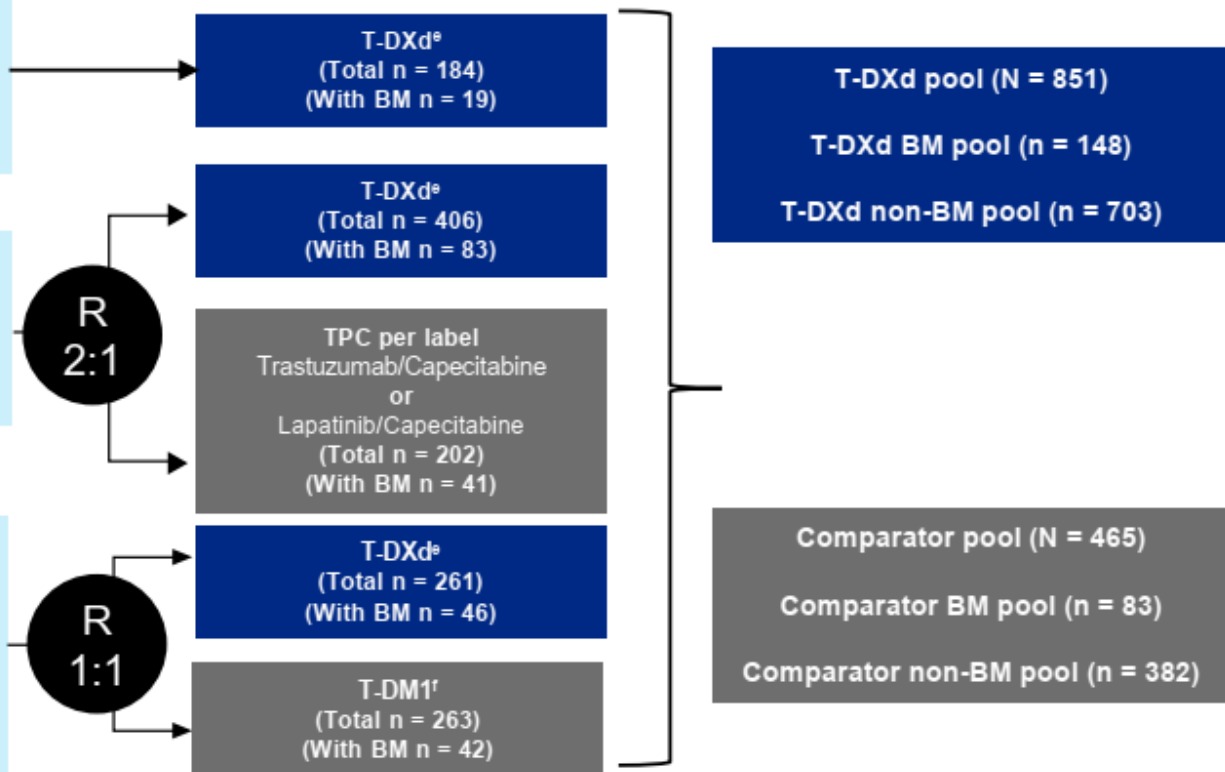 T-DXdᵉ
(Total n = 184)
(With BM n = 19)
R
2:1
T-DXdᵉ
(Total n = 406)
(With BM n = 83)
TPC per label
Trastuzumab/Capecitabine
or
Lapatinib/Capecitabine
(Total n = 202)
(With BM n = 41)
R
1:1
T-DXdᵉ
(Total n = 261)
(With BM n = 46)
T-DM1ᶠ
(Total n = 263)
(With BM n = 42)
T-DXd pool (N = 851)
T-DXd BM pool (n = 148)
T-DXd non-BM pool (n = 703)
Comparator pool (N = 465)
Comparator BM pool (n = 83)
Comparator non-BM pool (n = 382)